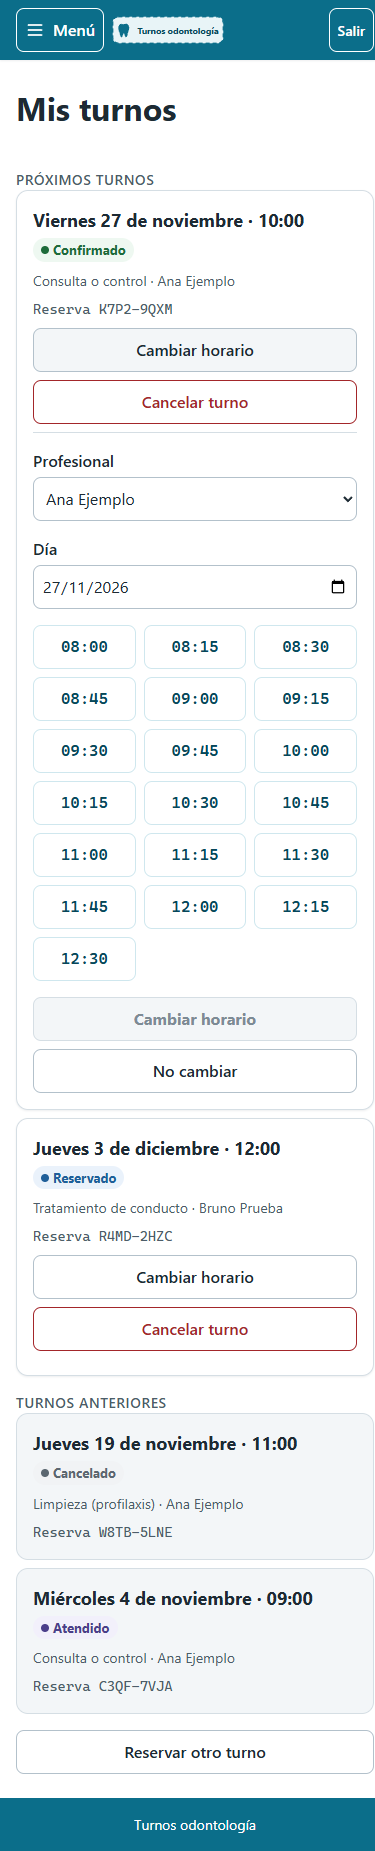 Menú
Turnos odontología
Salir
Mis turnos
PRÓXIMOS TURNOS
Viernes 27 de noviembre · 10:00
Confirmado
Consulta o control · Ana Ejemplo
Reserva K7P2-9QXM
Cambiar horario
Cancelar turno
Profesional
Ana Ejemplo
Día
27/11/2026
08:00 08:15 08:30
08:45 09:00 09:15
09:30 09:45 10:00
10:15 10:30 10:45
11:00 11:15 11:30
11:45 12:00 12:15
12:30
Cambiar horario
No cambiar
Jueves 3 de diciembre · 12:00
Reservado
Tratamiento de conducto · Bruno Prueba
Reserva R4MD-2HZC
Cambiar horario
Cancelar turno
TURNOS ANTERIORES
Jueves 19 de noviembre · 11:00
Cancelado
Limpieza (profilaxis) · Ana Ejemplo
Reserva W8TB-5LNE
Miércoles 4 de noviembre · 09:00
Atendido
Consulta o control · Ana Ejemplo
Reserva C3QF-7VJA
Reservar otro turno
Turnos odontología